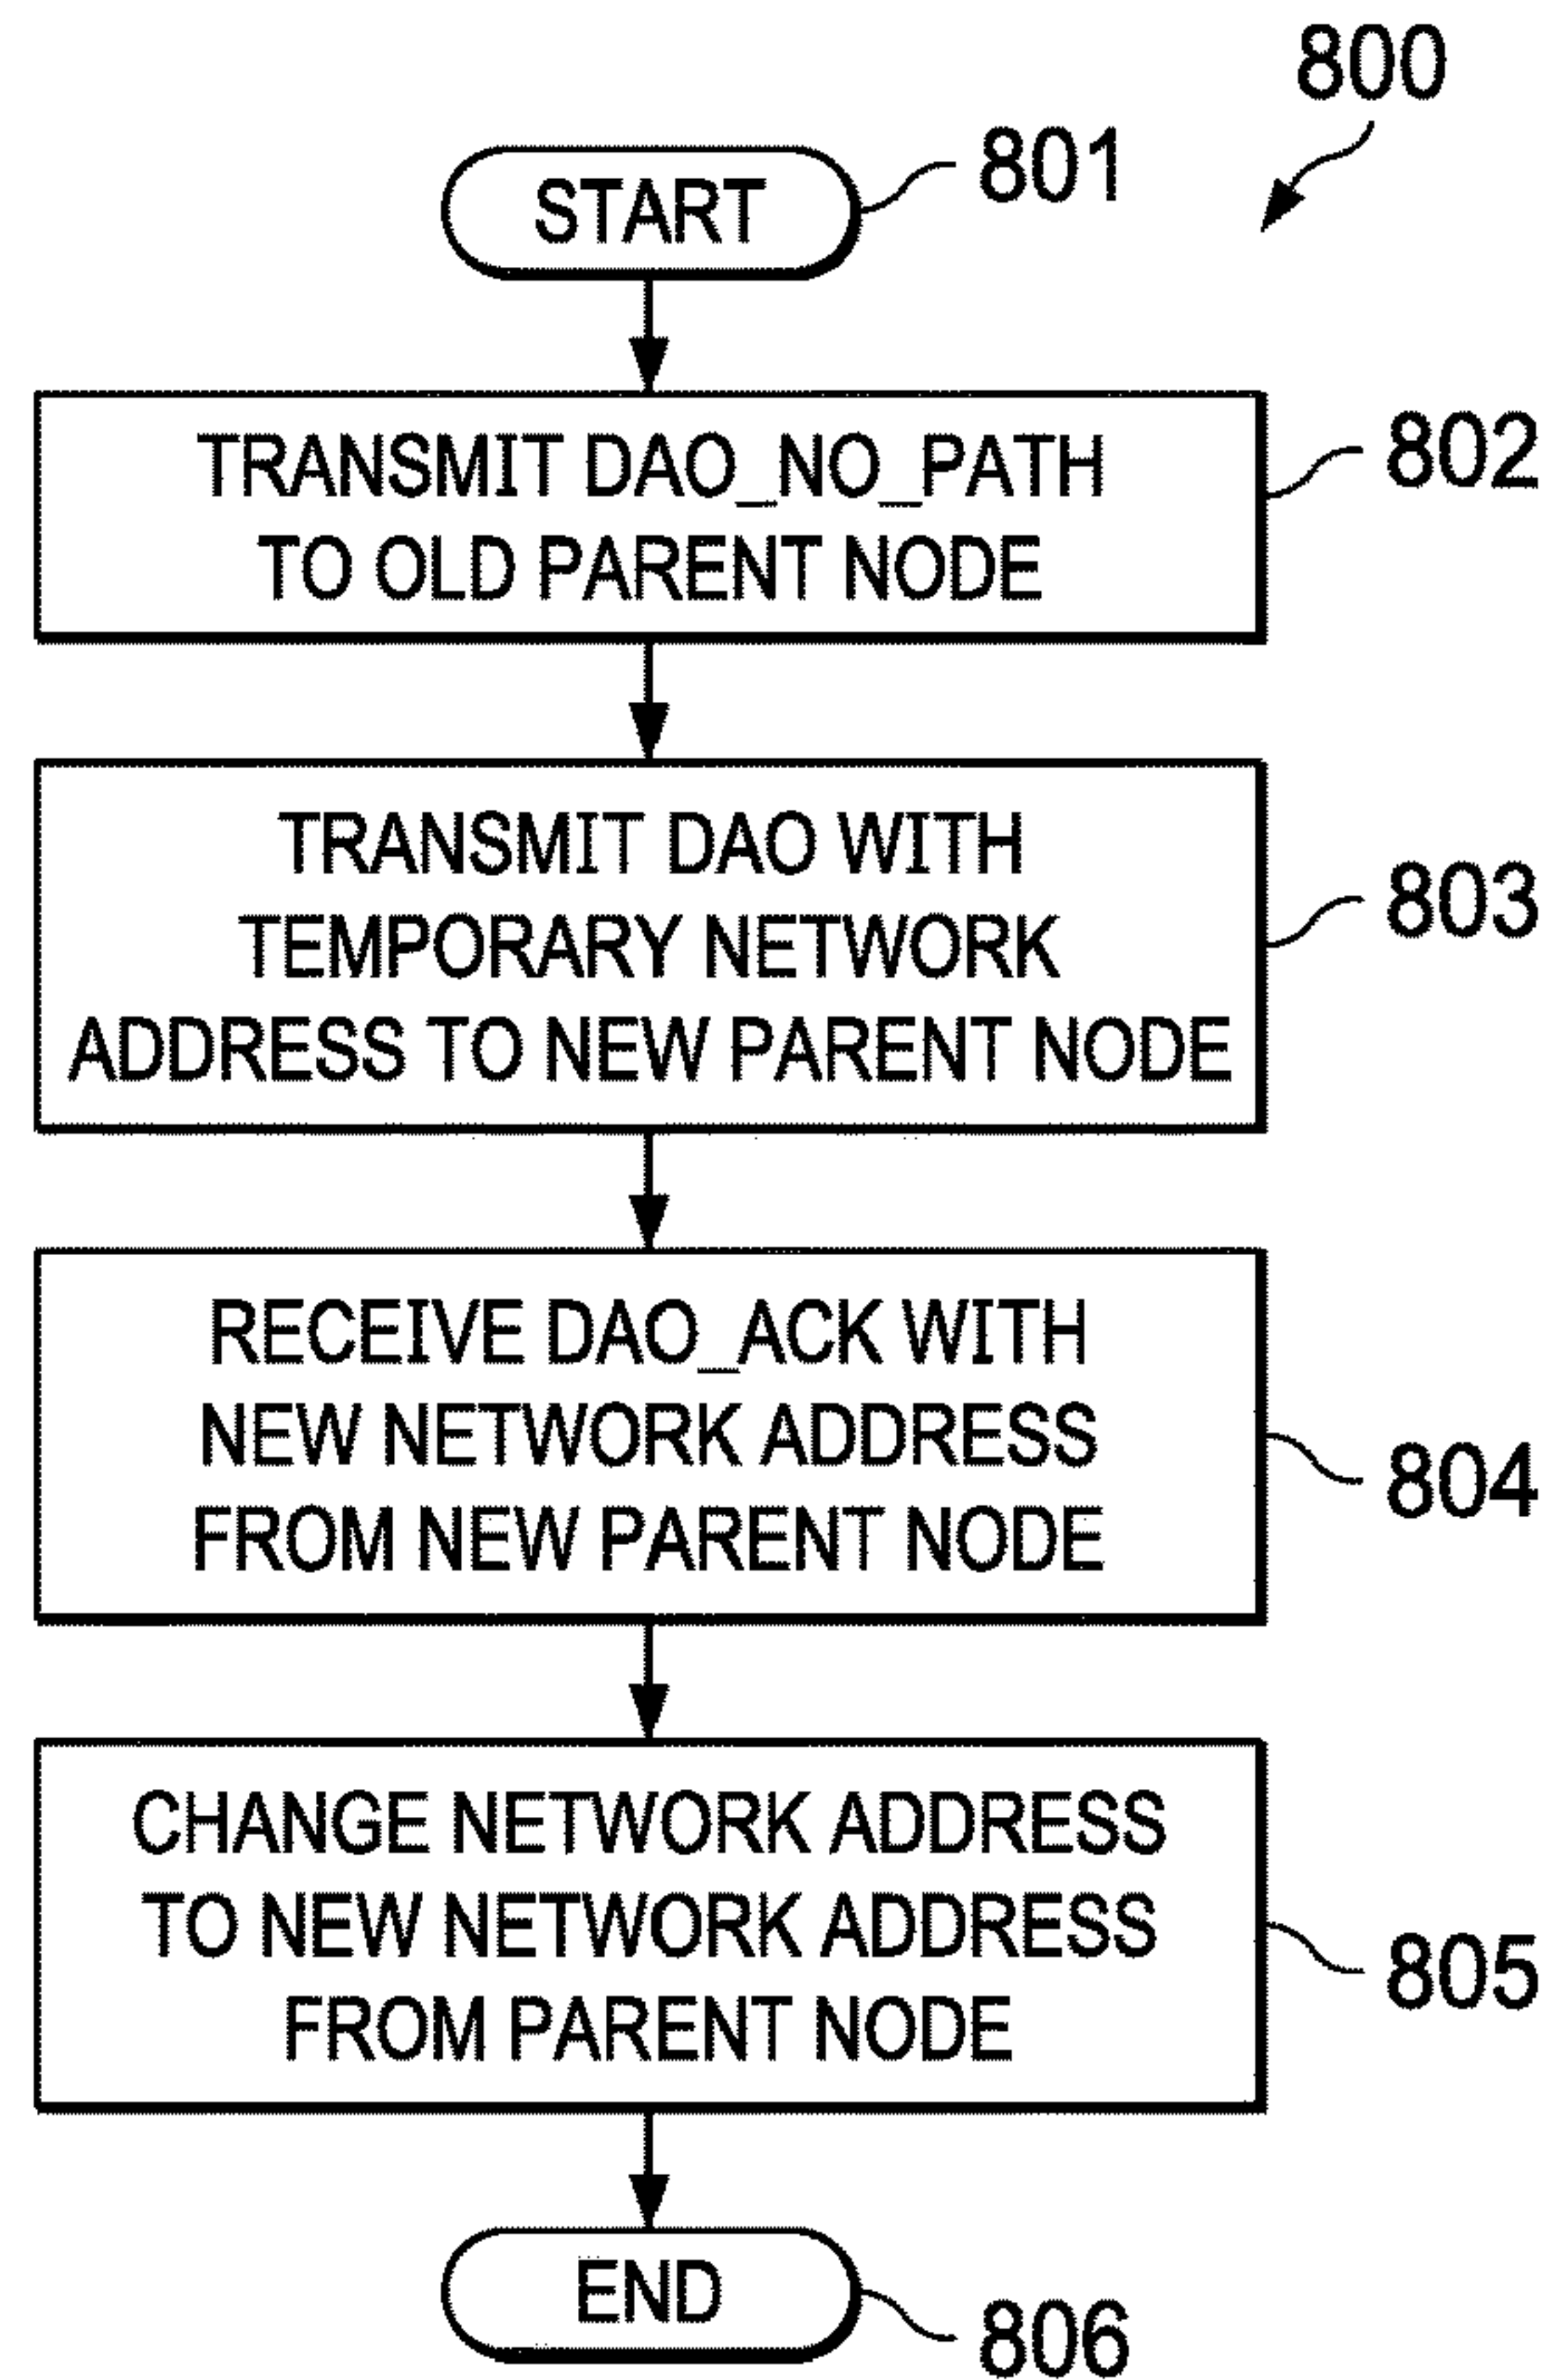 800
START
801
TRANSMIT DAO_NO_PATH
TO OLD PARENT NODE
802
TRANSMIT DAO WITH
TEMPORARY NETWORK
ADDRESS TO NEW PARENT NODE
803
RECEIVE DAO_ACK WITH
NEW NETWORK ADDRESS
FROM NEW PARENT NODE
804
CHANGE NETWORK ADDRESS
TO NEW NETWORK ADDRESS
FROM PARENT NODE
805
END
806